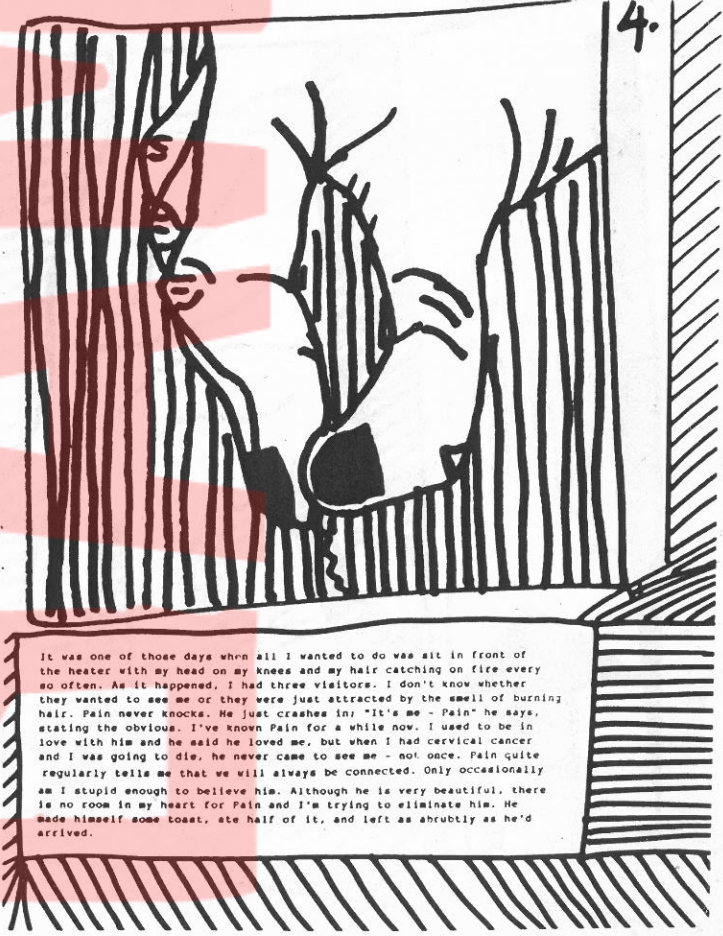 4.
It was one of those days when all I wanted to do was sit in front of
the heater with my head on my knees and my hair catching on fire every
so often. As it happened, I had three visitors. I don't know whether
they wanted to see me or they were just attracted by the smell of burning
hair. Pain never knocks. He just crashes in; "It's me - Pain" he says,
stating the obvious. I've known Pain for a while now. I used to be in
love with him and he said he loved me, but when I had cervical cancer
and I was going to die, he never came to see me - not once. Pain quite
regularly tells me that we will always be connected. Only occasionally
am I stupid enough to believe him. Although he is very beautiful, there
is no room in my heart for Pain and I'm trying to eliminate him. He
made himself some toast, ate half of it, and left as abrubtly as he'd
arrived.